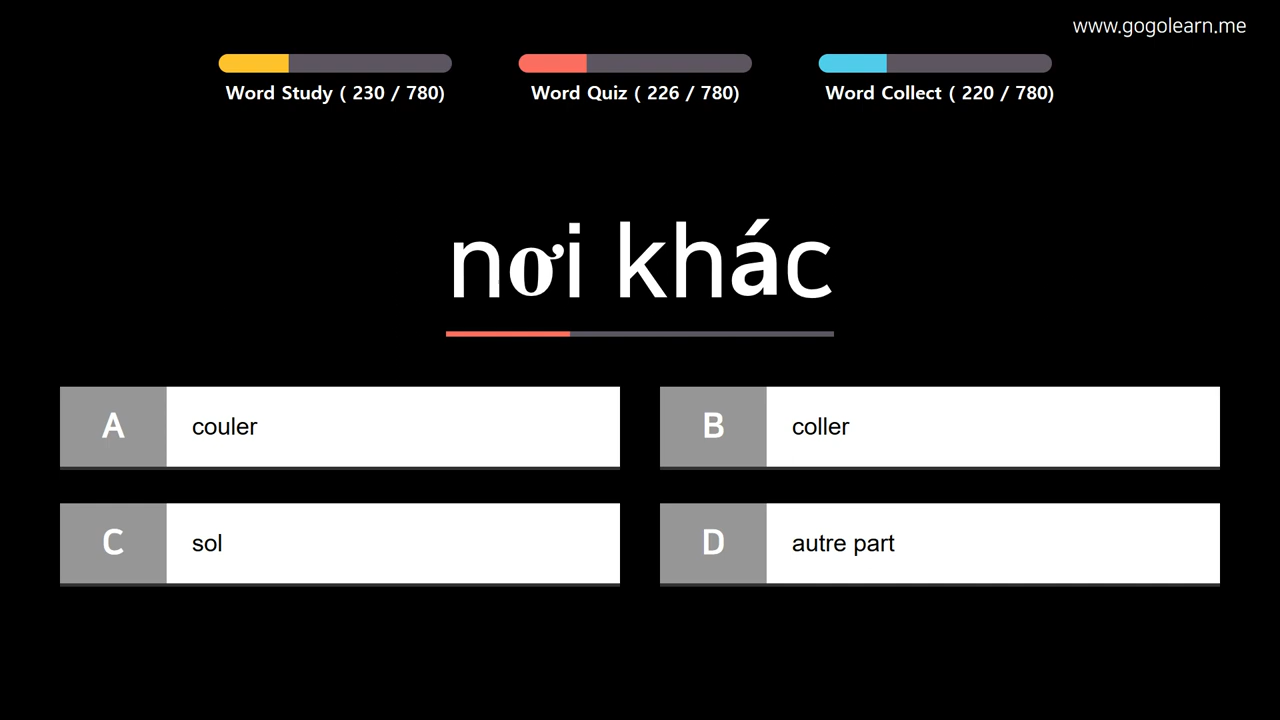 www.gogolearn.me
Word Study ( 230 / 780)
Word Quiz ( 226 / 780)
Word Collect ( 220 / 780)
nơi khác
A couler
B coller
C sol
D autre part